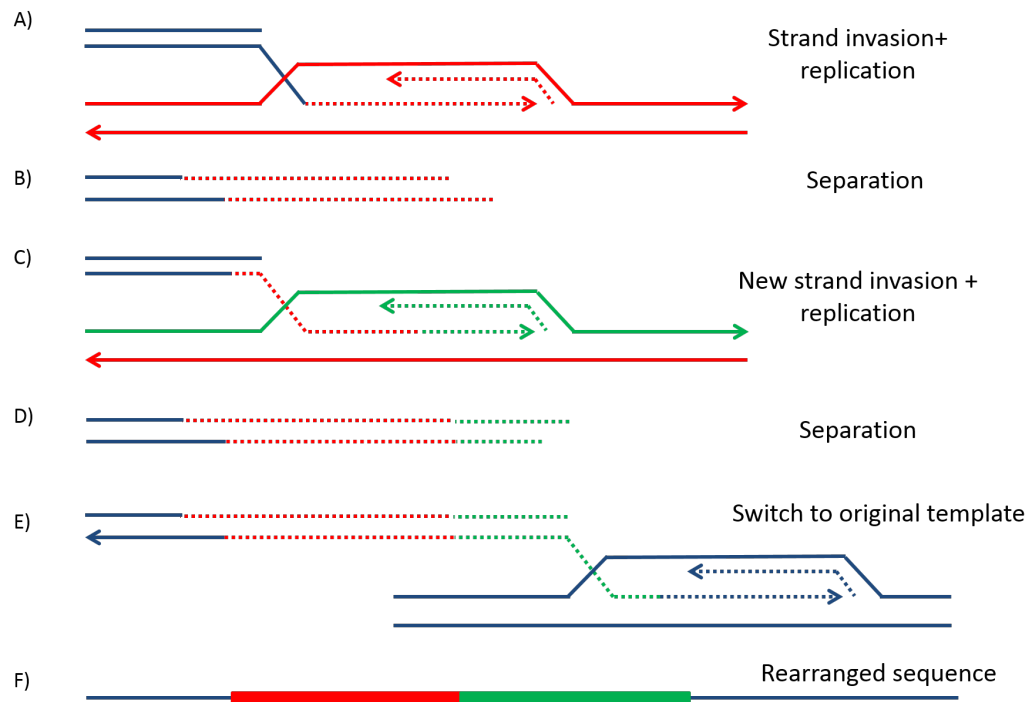 A)
Strand invasion+
replication
B)
Separation
C)
New strand invasion +
replication
D)
Separation
E)
Switch to original template
F)
Rearranged sequence